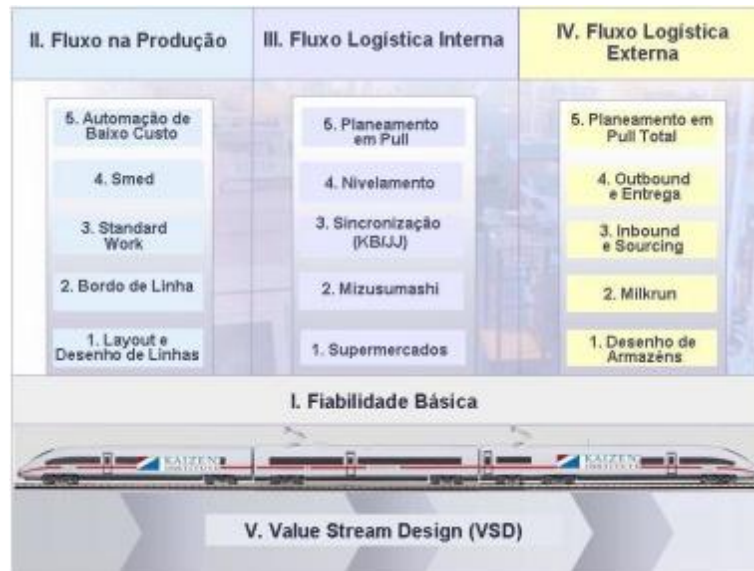 II. Fluxo na Produção
III. Fluxo Logística Interna
IV. Fluxo Logística
Externa
5. Automação de
Baixo Custo
4. Smed
3. Standard
Work
2. Bordo de Linha
1. Layout e
Desenho de Linhas
5. Planeamento
em Pull
4. Nivelamento
3. Sincronização
(KB/JJ)
2. Mizusumashi
1. Supermercados
5. Planeamento em
Pull Total
4. Outbound
e Entrega
3. Inbound
e Sourcing
2. Milkrun
1. Desenho de
Armazéns
I. Fiabilidade Básica
KAIZEN
INSTITUTE
KAIZEN
INSTITUTE
V. Value Stream Design (VSD)